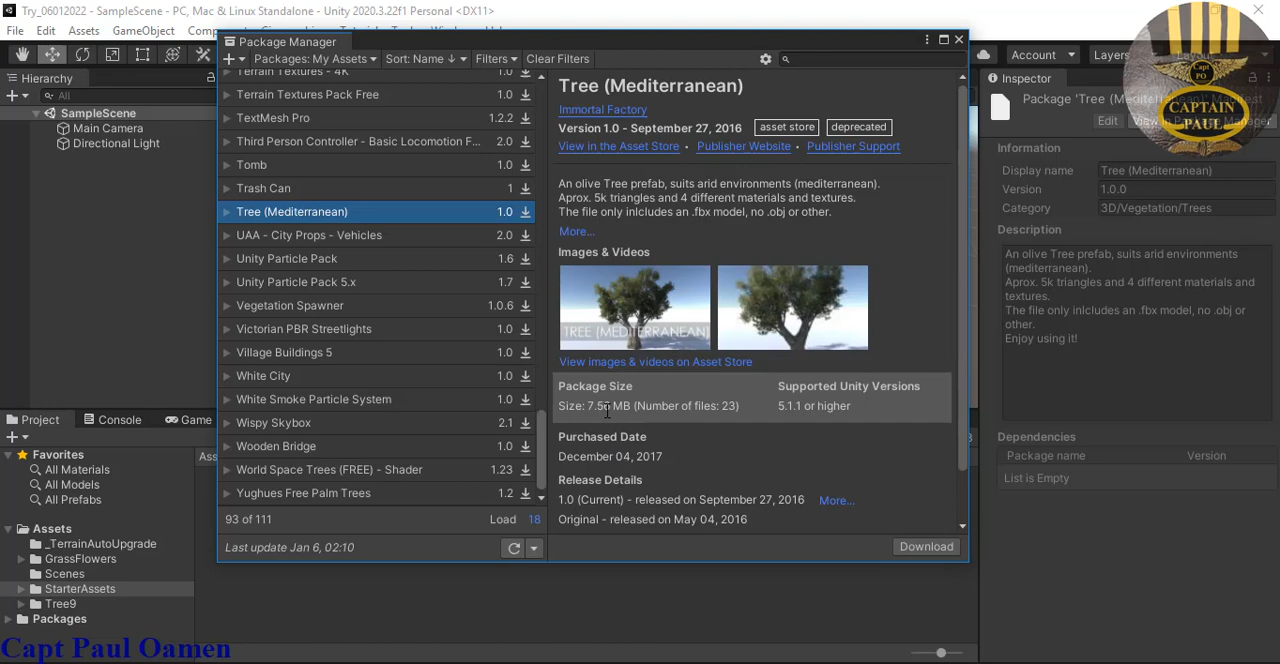 Try_06012022 - SampleScene - PC, Mac & Linux Standalone - Unity 2020.3.22f1 Personal <DX11>
File Edit Assets GameObject
Account Layers
Hierarchy
All
SampleScene
Main Camera
Directional Light
Package Manager
Packages: My Assets Sort: Name ↓ Filters Clear Filters
Terrain Textures - 4K 1.0
Terrain Textures Pack Free 1.0
TextMesh Pro 1.2.2
Third Person Controller - Basic Locomotion F... 2.0
Tomb 1.0
Trash Can 1
Tree (Mediterranean) 1.0
UAA - City Props - Vehicles 2.0
Unity Particle Pack 1.6
Unity Particle Pack 5.x 1.7
Vegetation Spawner 1.0.6
Victorian PBR Streetlights 1.0
Village Buildings 5 1.0
White City 1.0
White Smoke Particle System 1.0
Wispy Skybox 2.1
Wooden Bridge 1.0
World Space Trees (FREE) - Shader 1.23
Yughues Free Palm Trees 1.2
93 of 111 Load 18
Last update Jan 6, 02:10
Tree (Mediterranean)
Immortal Factory
Version 1.0 - September 27, 2016 asset store deprecated
View in the Asset Store • Publisher Website • Publisher Support
An olive Tree prefab, suits arid environments (mediterranean).
Aprox. 5k triangles and 4 different materials and textures.
The file only inlcludes an .fbx model, no .obj or other.
More...
Images & Videos
TREE [MEDITERRANEAN]
View images & videos on Asset Store
Package Size Supported Unity Versions
MB (Number of files: 23) 5.1.1 or higher
Purchased Date
December 04, 2017
Release Details
1.0 (Current) - released on September 27, 2016 More...
Original - released on May 04, 2016
Download
Inspector
Package 'Tree
Edit
Information
Display name Tree (Mediterranean)
Version 1.0.0
Category 3D/Vegetation/Trees
Description
An olive Tree prefab, suits arid environments
(mediterranean).
Aprox. 5k triangles and 4 different materials and
textures.
The file only inlcludes an .fbx model, no .obj or
other.
Enjoy using it!
Dependencies
Package name Version
List is Empty
Capt
PO
CAPTAIN
PAUL
Project Console Game
Favorites
All Materials
All Models
All Prefabs
Assets
_TerrainAutoUpgrade
GrassFlowers
Scenes
StarterAssets
Tree9
Packages
Capt Paul Oamen